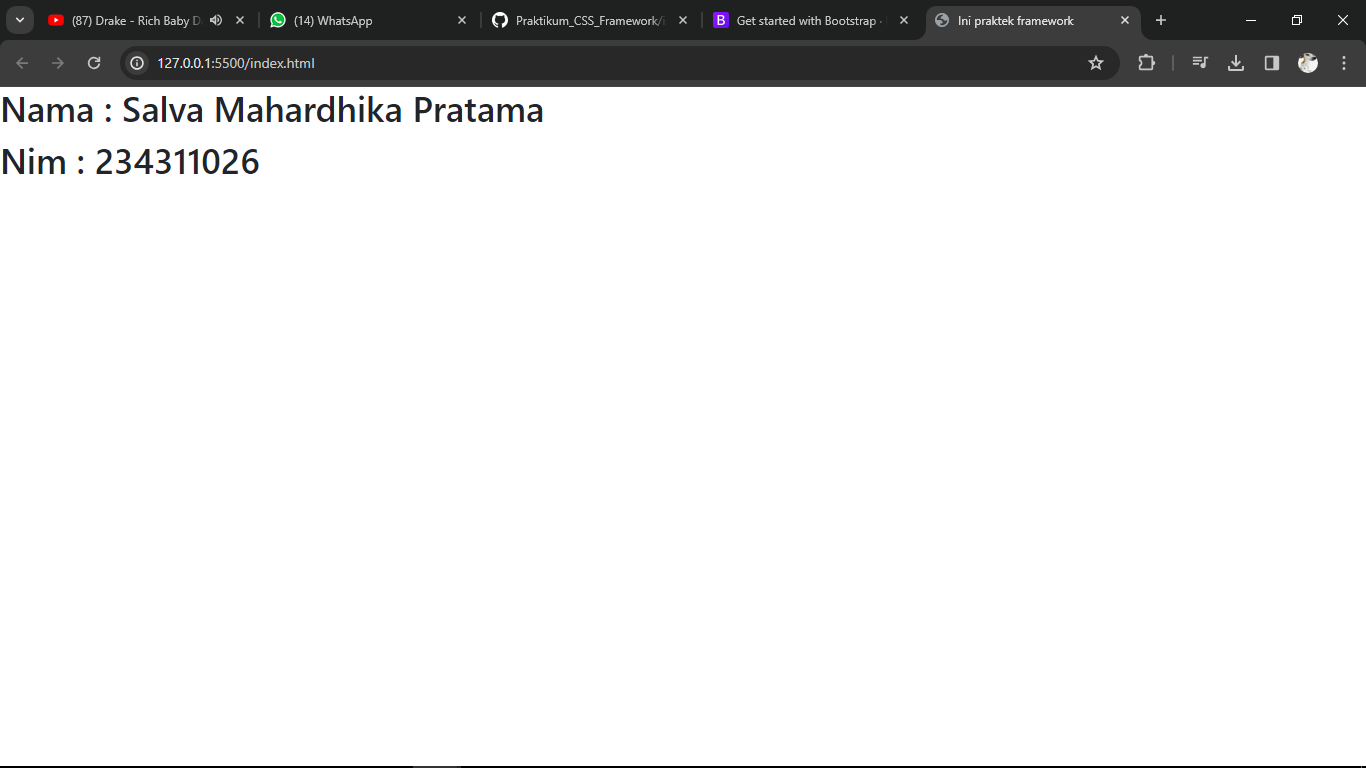 (87) Drake - Rich Baby D
(14) WhatsApp
Praktikum_CSS_Framework/
Get started with Bootstrap ·
Ini praktek framework
127.0.0.1:5500/index.html
Nama : Salva Mahardhika Pratama
Nim : 234311026